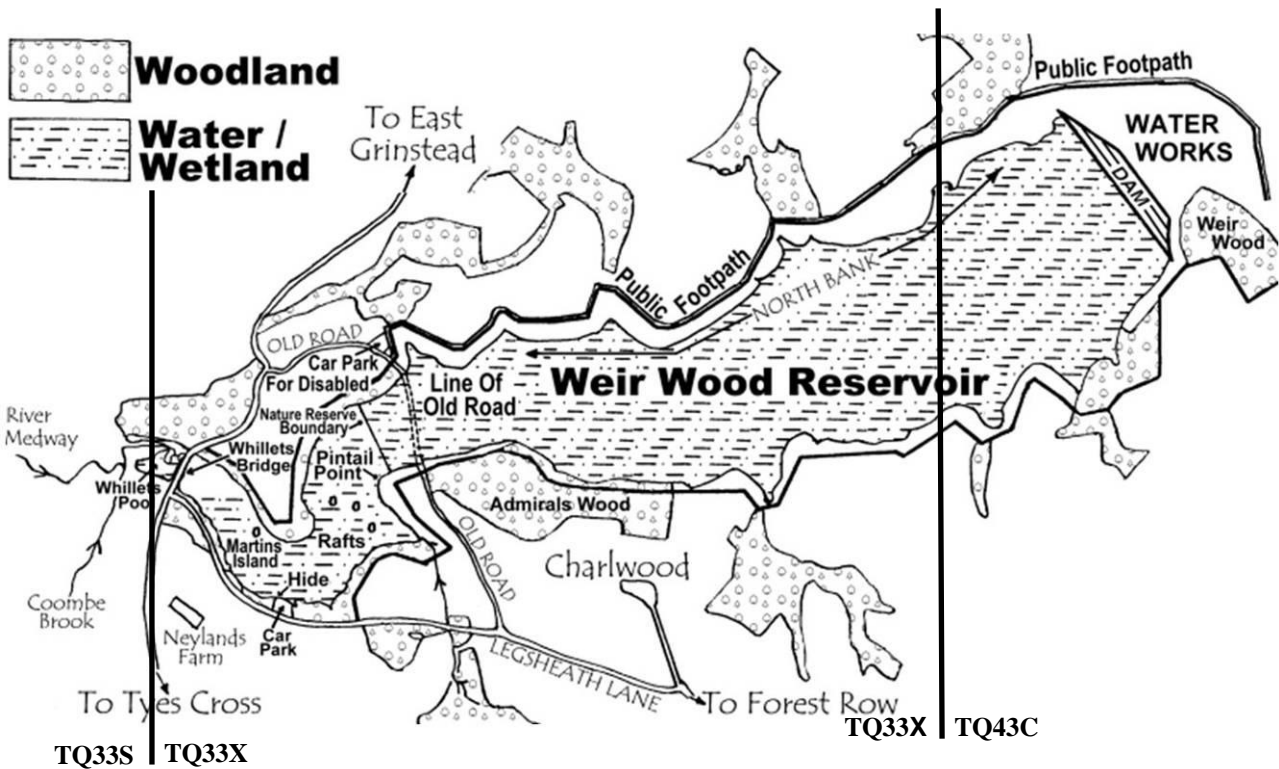 Woodland
Water /
Wetland
To East
Grinstead
Public Footpath
WATER
WORKS
DAM
Weir
Wood
Public Footpath
NORTH BANK
OLD ROAD
Car Park
For Disabled
Line Of
Old Road
Weir Wood Reservoir
Nature Reserve
Boundary
River
Medway
Whillets
Bridge
Pintail
Point
Whillets
Pool
Admirals Wood
Martins
Island
Rafts
OLD ROAD
Charlwood
Hide
Coombe
Brook
Neylands
Farm
Car
Park
LEGSHEATH LANE
To Tyes Cross
To Forest Row
TQ33X
TQ43C
TQ33S
TQ33X